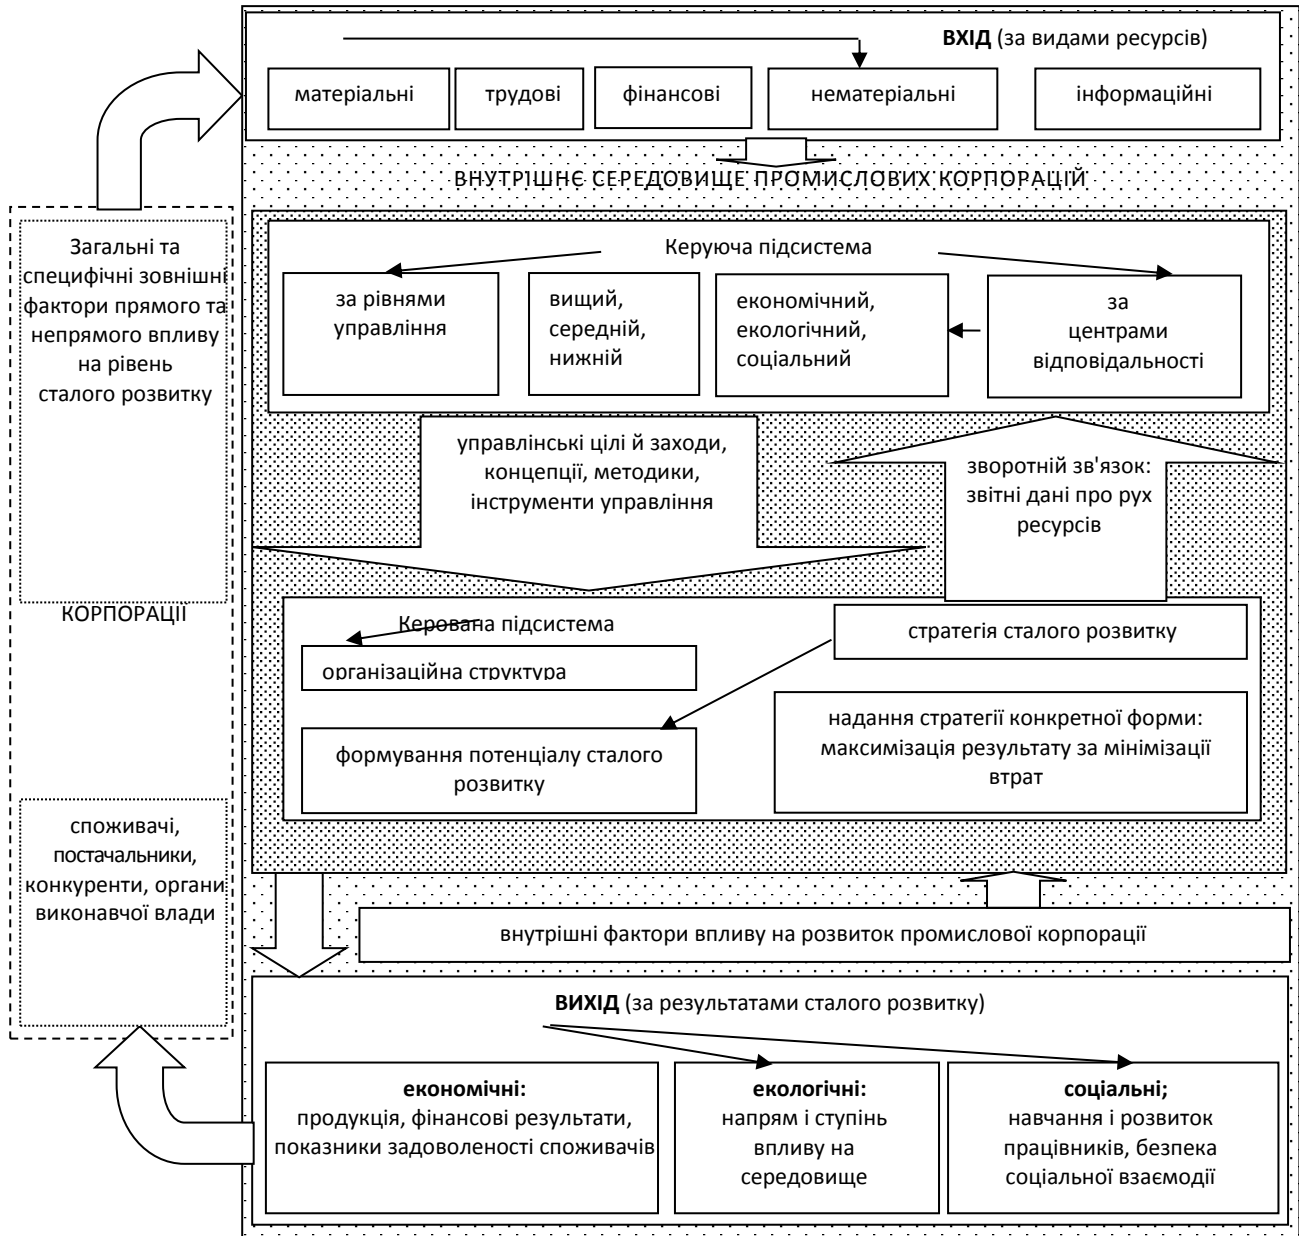 ВХІД (за видами ресурсів)
матеріальні
трудові
фінансові
нематеріальні
інформаційні
ВНУТРІШНЄ СЕРЕДОВИЩЕ ПРОМИСЛОВИХ КОРПОРАЦІЙ
Загальні та
специфічні зовнішні
фактори прямого та
непрямого впливу
на рівень
сталого розвитку
КОРПОРАЦІЇ
споживачі,
постачальники,
конкуренти, органи
виконавчої влади
Керуюча підсистема
за рівнями
управління
вищий,
середній,
нижній
економічний,
екологічний,
соціальний
за
центрами
відповідальності
управлінські цілі й заходи,
концепції, методики,
інструменти управління
зворотній зв'язок:
звітні дані про рух
ресурсів
Керована підсистема
організаційна структура
стратегія сталого розвитку
формування потенціалу сталого
розвитку
надання стратегії конкретної форми:
максимізація результату за мінімізації
втрат
внутрішні фактори впливу на розвиток промислової корпорації
ВИХІД (за результатами сталого розвитку)
економічні:
продукція, фінансові результати,
показники задоволеності споживачів
екологічні:
напрям і ступінь
впливу на
середовище
соціальні;
навчання і розвиток
працівників, безпека
соціальної взаємодії